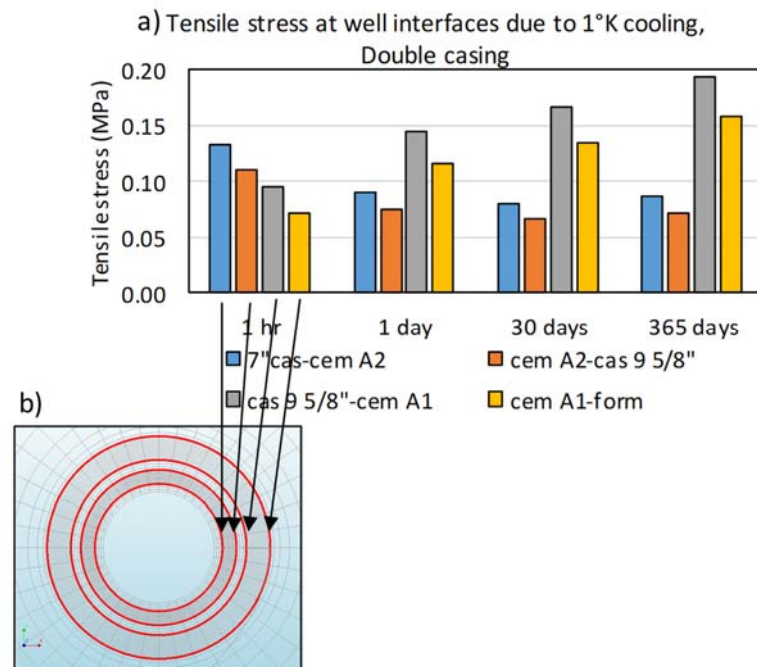 a) Tensile stress at well interfaces due to 1°K cooling,
Double casing
Tensile stress (MPa)
0.20
0.15
0.10
0.05
0.00
1 hr 1 day 30 days 365 days
7"cas-cem A2 cem A2-cas 9 5/8"
cas 9 5/8"-cem A1 cem A1-form
b)